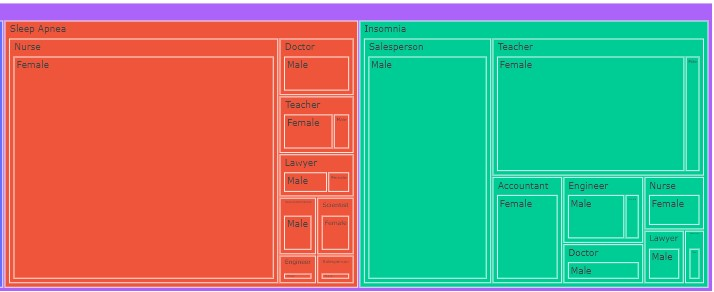 Sleep Apnea
Nurse
Female
Doctor
Male
Teacher
Female
Lawyer
Male
Male
Scientist
Female
Engineer
Insomnia
Salesperson
Male
Teacher
Female
Accountant
Female
Engineer
Male
Doctor
Male
Nurse
Female
Lawyer
Male